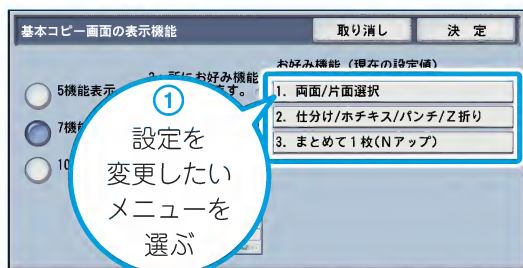 基本コピー画面の表示機能
取り消し
決 定
お好み機能 (現在の設定値)
5機能表示
1. 両面/片面選択
2. 仕分け/ホチキス/パンチ/Z折り
3. まとめて1枚(Nアップ)
①
設定を
変更したい
メニューを
選ぶ